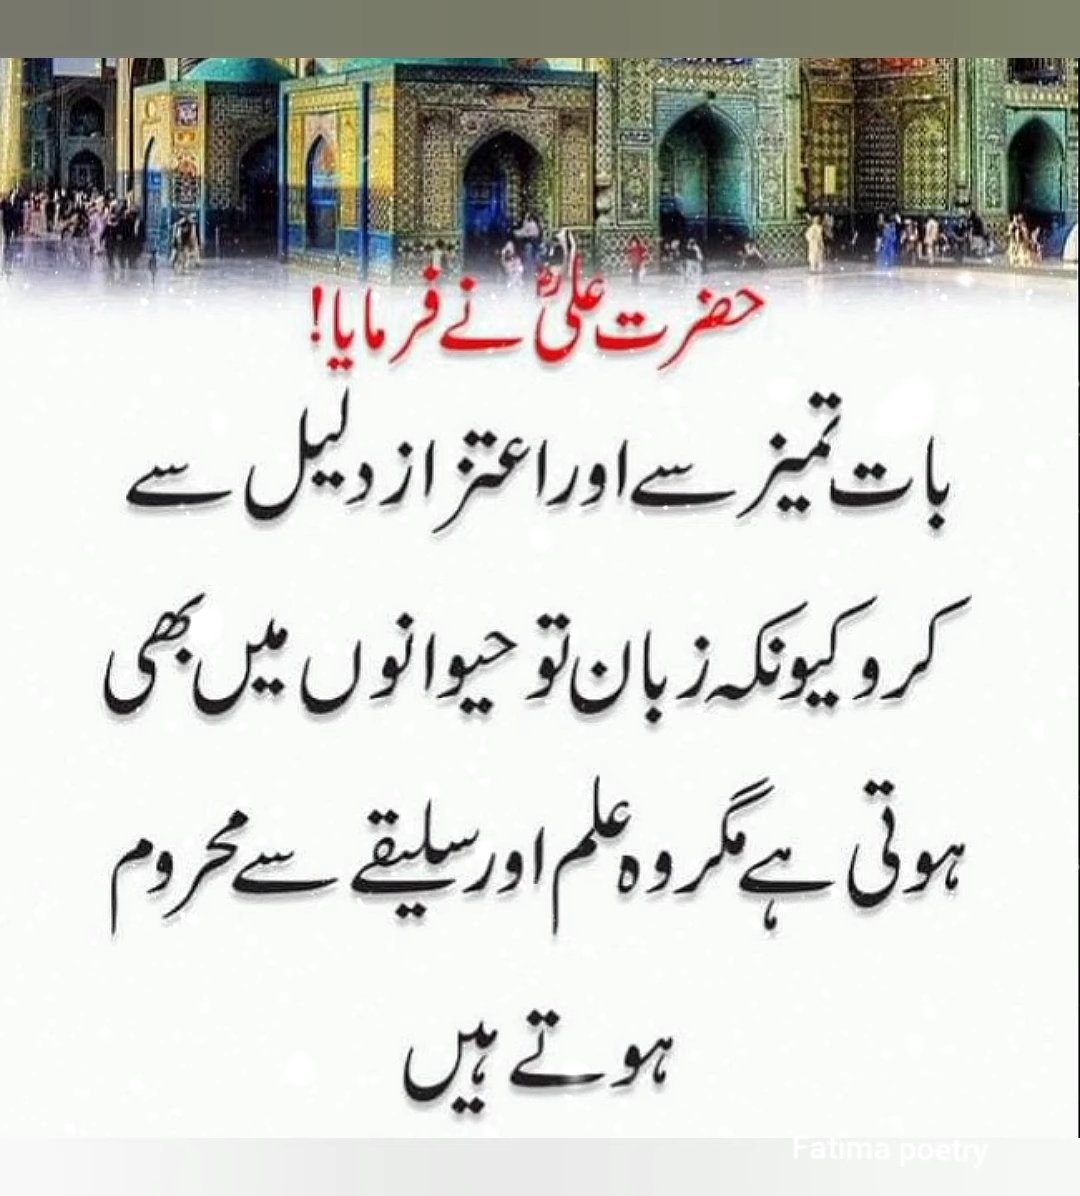 حضرت علیؓ نے فرمایا!
بات تمیز سے اور اعتزاز دلیل سے
کرو کیونکہ زبان تو حیوانوں میں بھی
ہوتی ہے مگر وہ علم اور سلیقے سے محروم
ہوتے ہیں
Fatima poetry